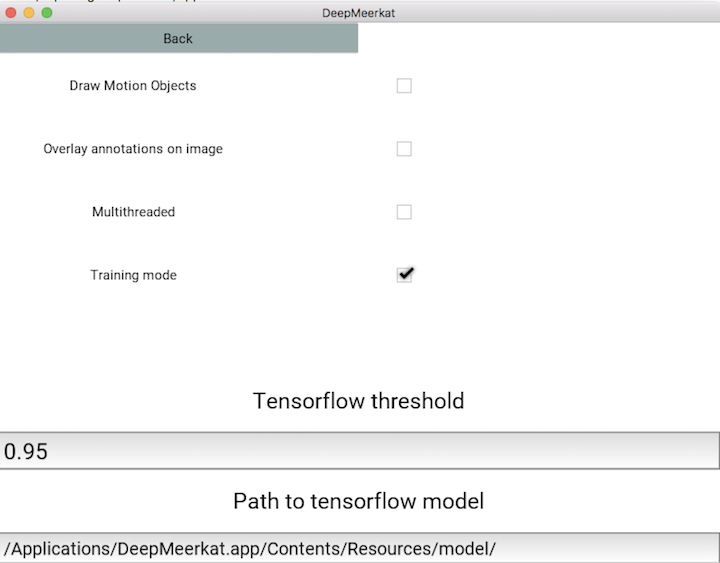 DeepMeerkat
Back
Draw Motion Objects
Overlay annotations on image
Multithreaded
Training mode
Tensorflow threshold
0.95
Path to tensorflow model
/Applications/DeepMeerkat.app/Contents/Resources/model/